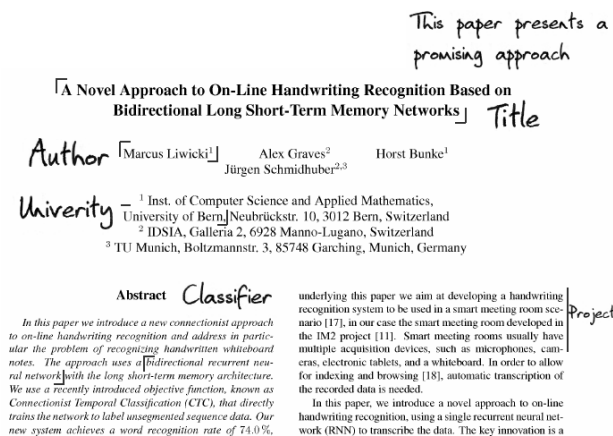 This paper presents a
promising approach
A Novel Approach to On-Line Handwriting Recognition Based on
Bidirectional Long Short-Term Memory Networks
Title
Author
Marcus Liwicki¹ Alex Graves² Horst Bunke¹
Jürgen Schmidhuber²,³
Univerity
¹ Inst. of Computer Science and Applied Mathematics,
University of Bern, Neubrückstr. 10, 3012 Bern, Switzerland
² IDSIA, Galleria 2, 6928 Manno-Lugano, Switzerland
³ TU Munich, Boltzmannstr. 3, 85748 Garching, Munich, Germany
Abstract Classifier
In this paper we introduce a new connectionist approach
to on-line handwriting recognition and address in partic-
ular the problem of recognizing handwritten whiteboard
notes. The approach uses a bidirectional recurrent neu-
ral network with the long short-term memory architecture.
We use a recently introduced objective function, known as
Connectionist Temporal Classification (CTC), that directly
trains the network to label unsegmented sequence data. Our
new system achieves a word recognition rate of 74.0%,
underlying this paper we aim at developing a handwriting
recognition system to be used in a smart meeting room sce-
nario [17], in our case the smart meeting room developed in
the IM2 project [11]. Smart meeting rooms usually have
multiple acquisition devices, such as microphones, cam-
eras, electronic tablets, and a whiteboard. In order to allow
for indexing and browsing [18], automatic transcription of
the recorded data is needed.
In this paper, we introduce a novel approach to on-line
handwriting recognition, using a single recurrent neural net-
work (RNN) to transcribe the data. The key innovation is a
Project